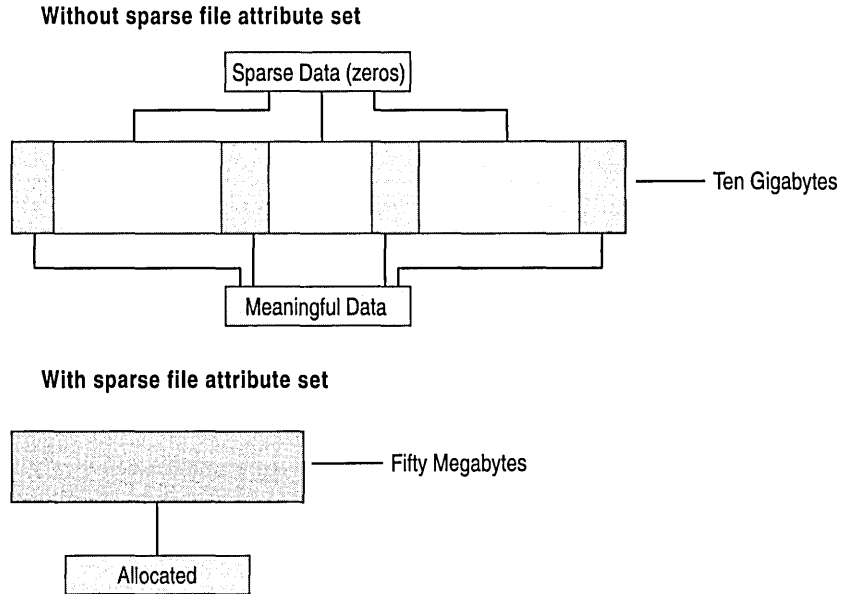 Without sparse file attribute set
Sparse Data (zeros)
Ten Gigabytes
Meaningful Data
With sparse file attribute set
Fifty Megabytes
Allocated